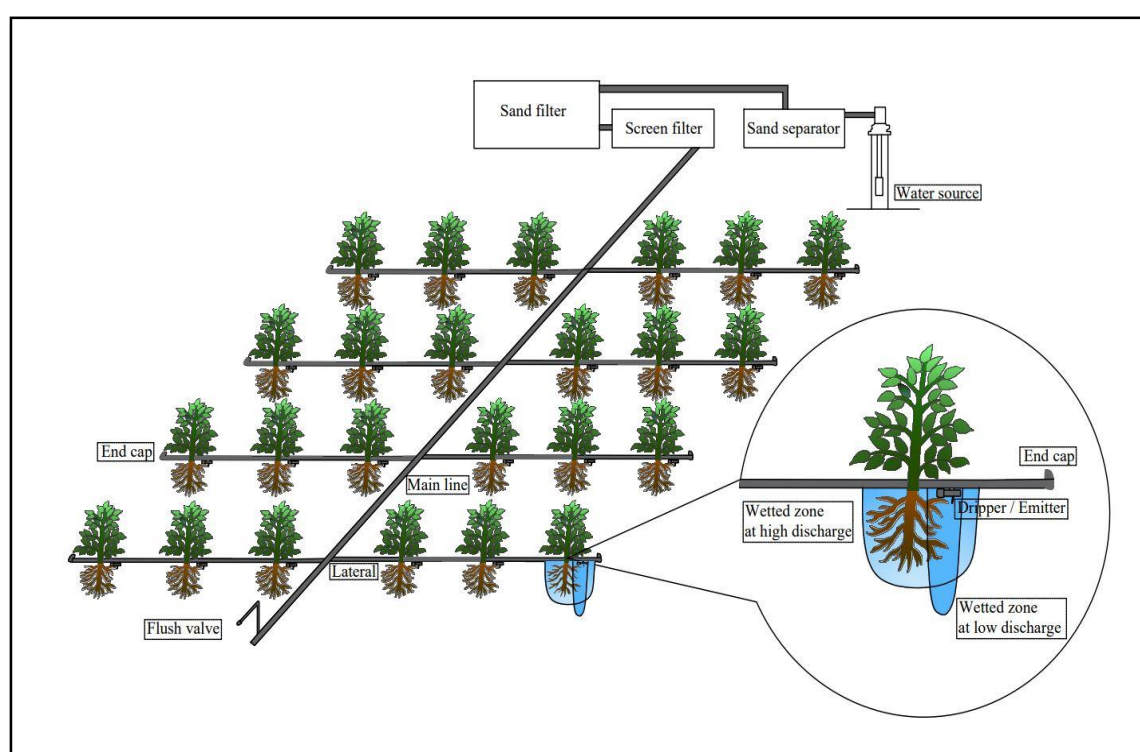 Sand filter
Screen filter
Sand separator
Water source
End cap
Main line
Lateral
Flush valve
End cap
Wetted zone
at high discharge
Dripper / Emitter
Wetted zone
at low discharge